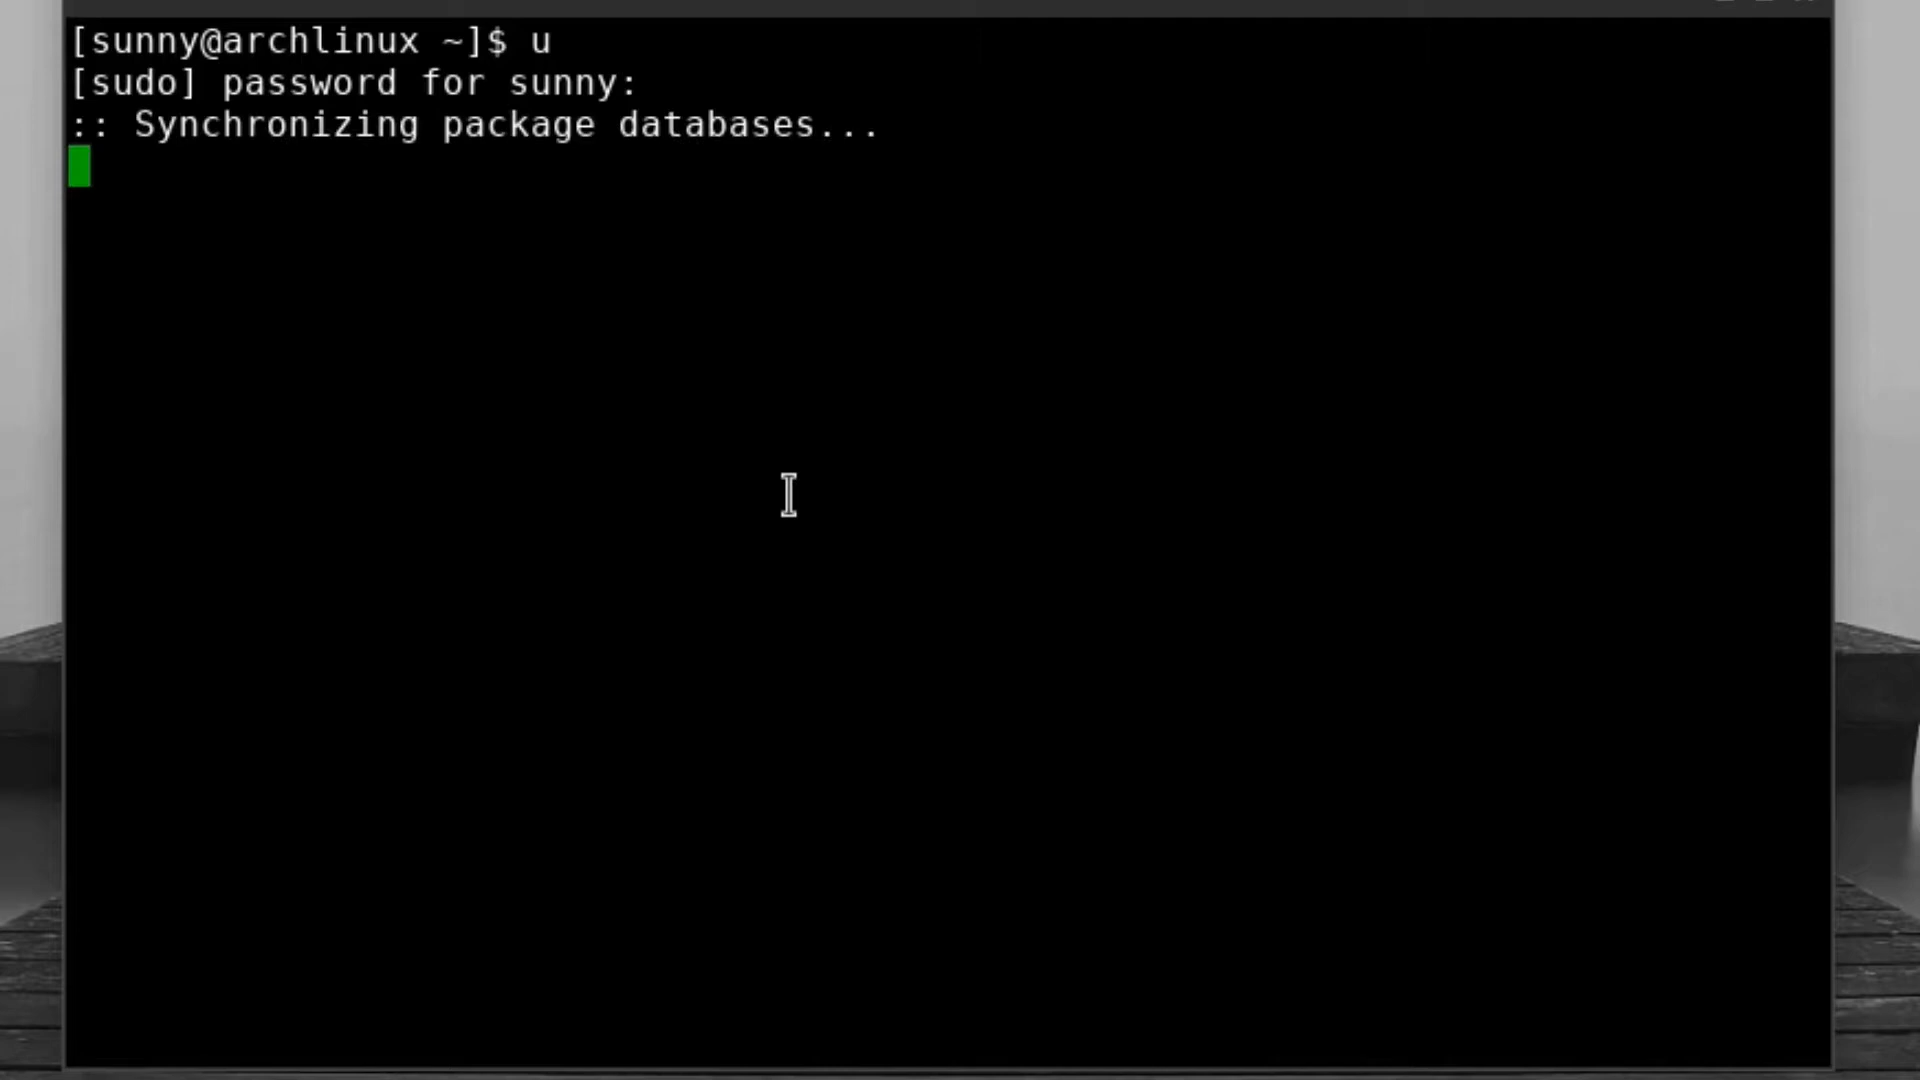 [sunny@archlinux ~]$ u
[sudo] password for sunny:
:: Synchronizing package databases...